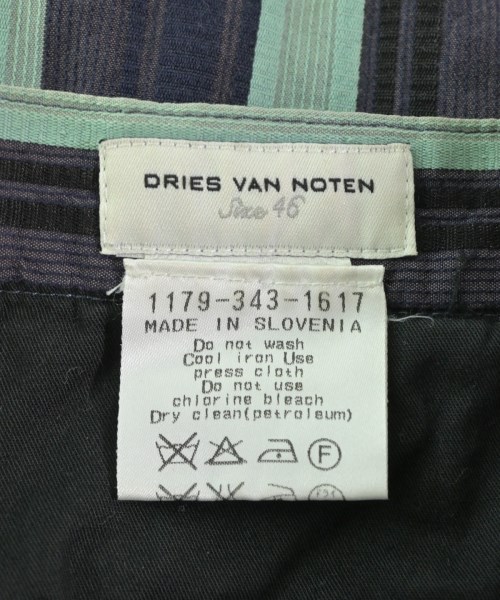 DRIES VAN NOTEN
Size 46
1179-343-1617
MADE IN SLOVENIA
Do not wash
Cool iron Use
press cloth
Do not use
chlorine bleach
Dry clean(petroleum)
F